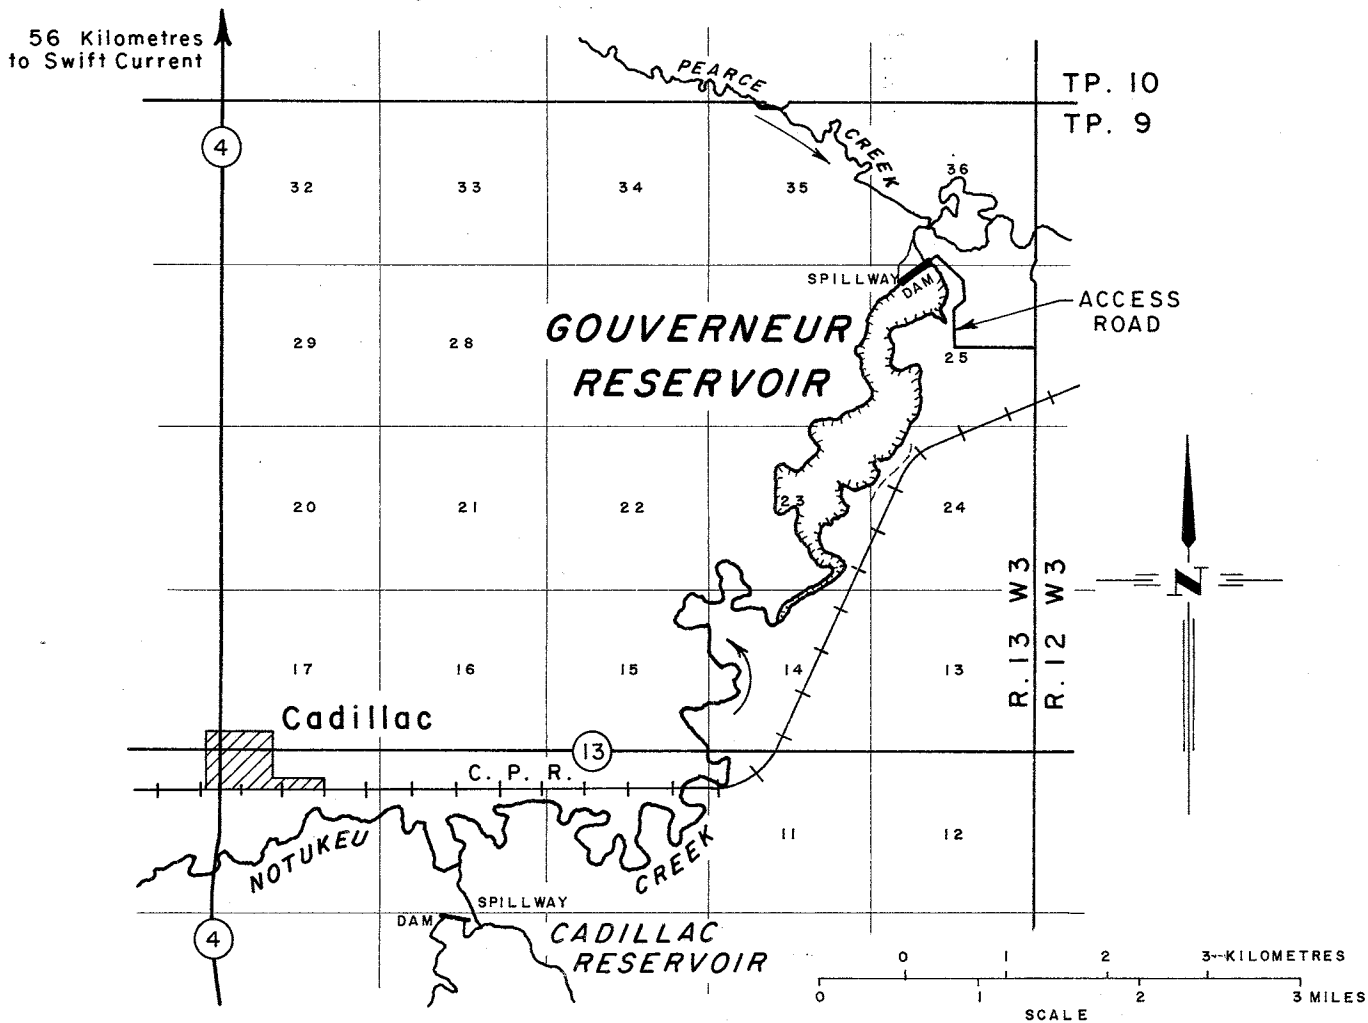 56 Kilometres
to Swift Current
PEARCE
CREEK
TP. 10
TP. 9
4
32
33
34
35
36
SPILLWAY
DAM
ACCESS
ROAD
GOUVERNEUR
RESERVOIR
29
28
25
20
21
22
23
24
N
R. 13 W3
R. 12 W3
17
16
15
14
13
Cadillac
13
C. P. R.
NOTUKEU
CREEK
11
12
SPILLWAY
DAM
4
CADILLAC
RESERVOIR
0 1 2 3--KILOMETRES
0 1 2 3 MILES
SCALE